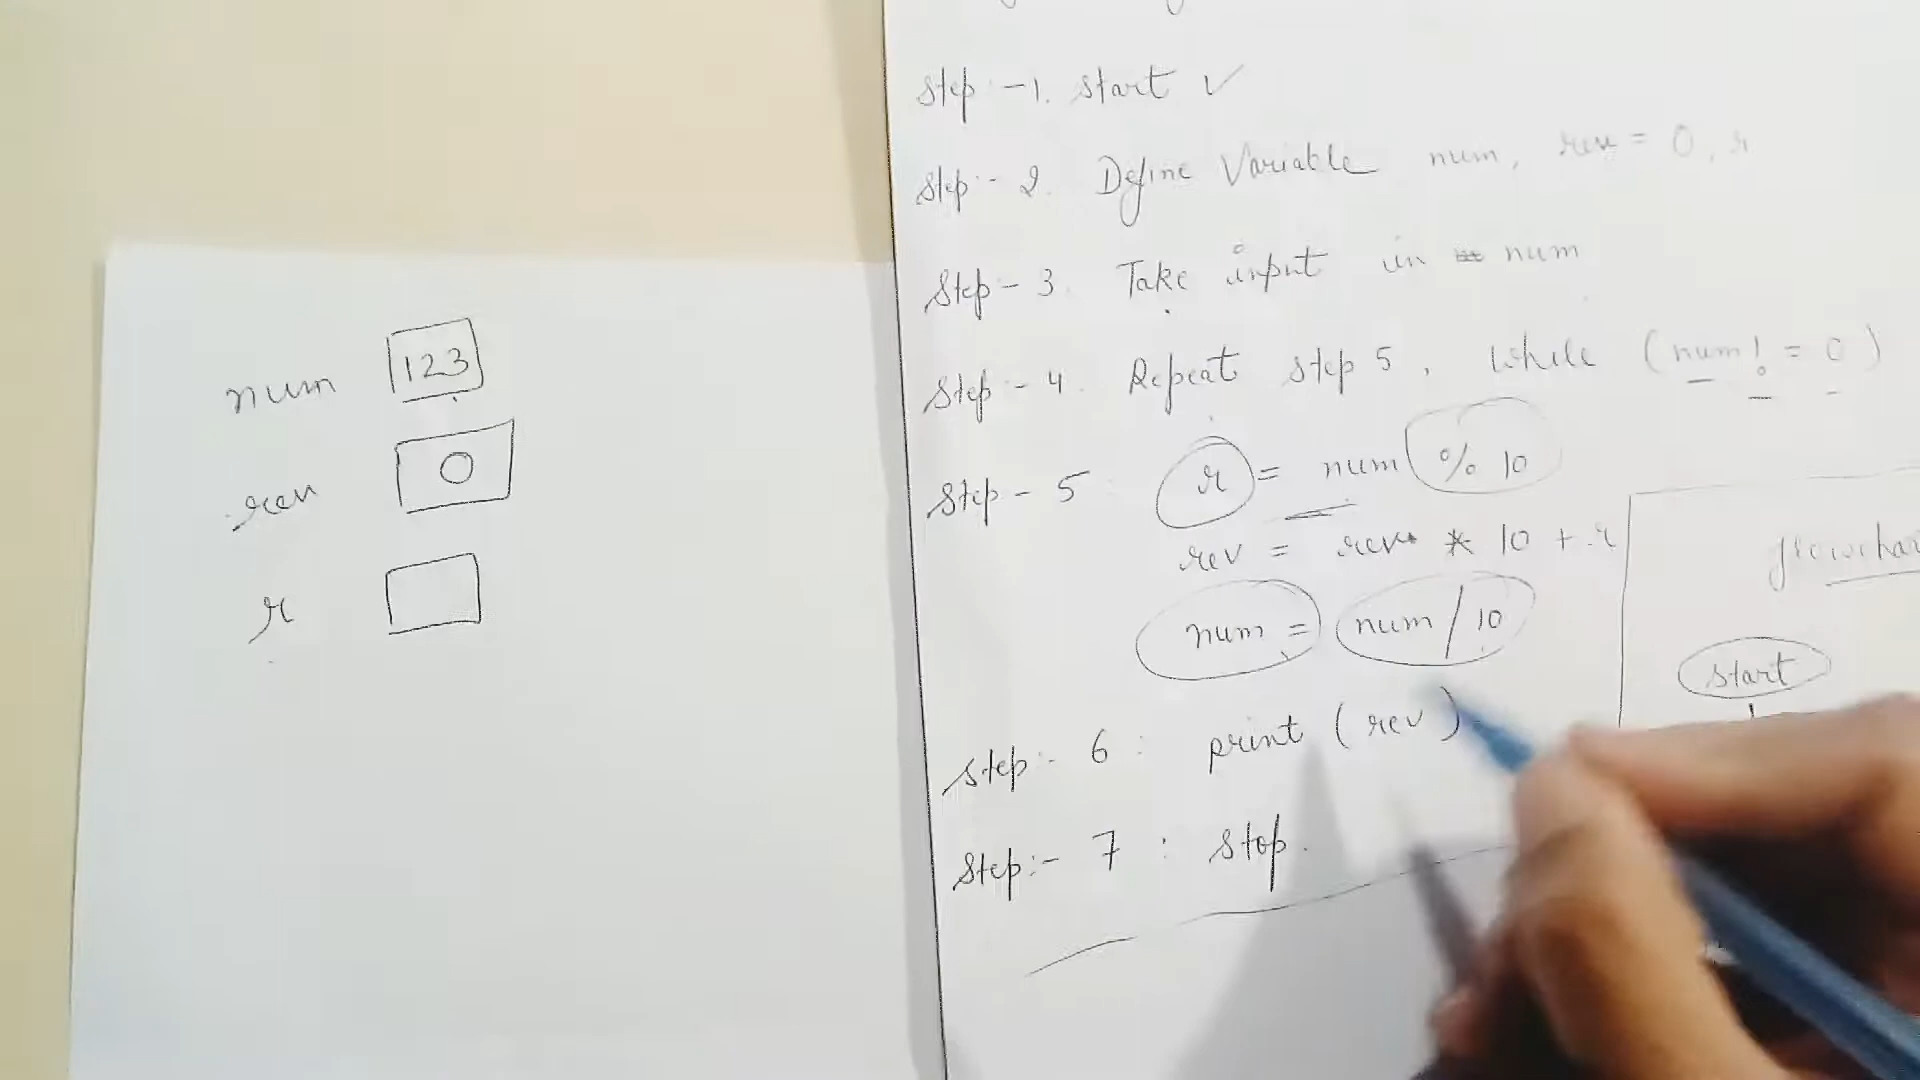 num 123
rev 0
r
Step :- 1. start ✓
Step :- 2. Define Variable num, rev = 0, r
Step - 3. Take input in num
Step :- 4. Repeat step 5, while (num! = 0)
Step - 5 : r = num % 10
rev = rev * 10 + r
num = num / 10
Step :- 6 : print (rev)
Step :- 7 : stop.
start